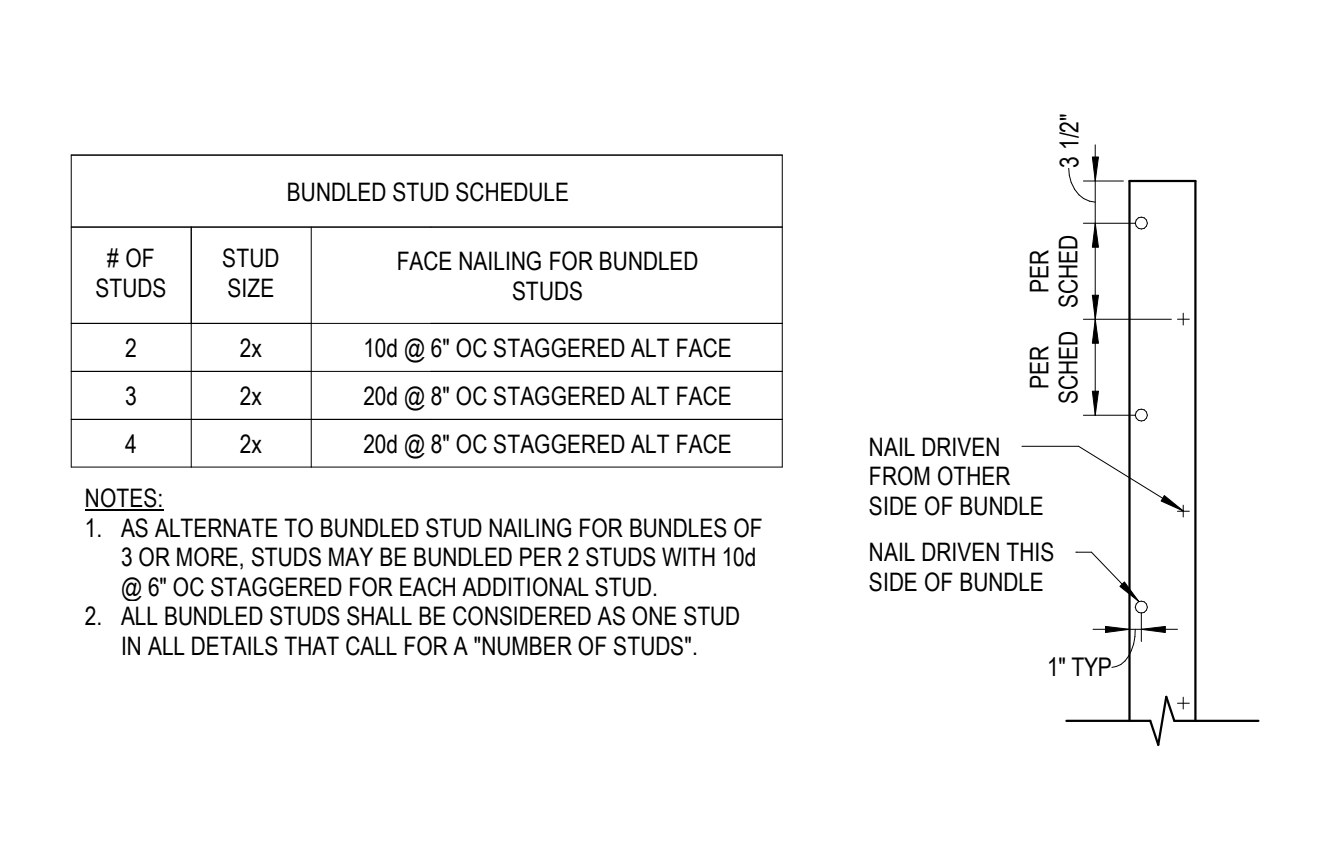 BUNDLED STUD SCHEDULE
# OF
STUDS
STUD
SIZE
FACE NAILING FOR BUNDLED
STUDS
2 2x 10d @ 6" OC STAGGERED ALT FACE
3 2x 20d @ 8" OC STAGGERED ALT FACE
4 2x 20d @ 8" OC STAGGERED ALT FACE
NOTES:
1. AS ALTERNATE TO BUNDLED STUD NAILING FOR BUNDLES OF
3 OR MORE, STUDS MAY BE BUNDLED PER 2 STUDS WITH 10d
@ 6" OC STAGGERED FOR EACH ADDITIONAL STUD.
2. ALL BUNDLED STUDS SHALL BE CONSIDERED AS ONE STUD
IN ALL DETAILS THAT CALL FOR A "NUMBER OF STUDS".
3 1/2"
PER
SCHED
PER
SCHED
NAIL DRIVEN
FROM OTHER
SIDE OF BUNDLE
NAIL DRIVEN THIS
SIDE OF BUNDLE
1" TYP